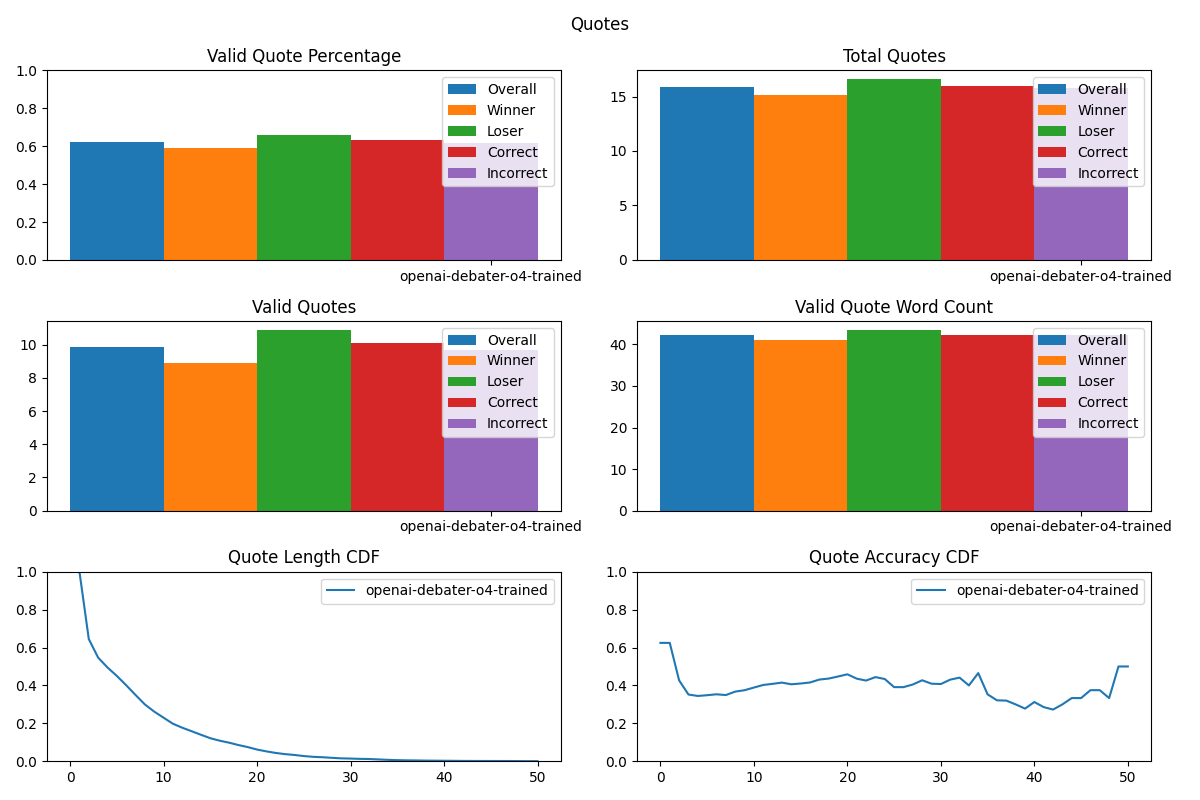 Quotes
Valid Quote Percentage
1.0
0.8
0.6
0.4
0.2
0.0
Overall
Winner
Loser
Correct
Incorrect
openai-debater-o4-trained
Total Quotes
15
10
5
0
Overall
Winner
Loser
Correct
Incorrect
openai-debater-o4-trained
Valid Quotes
10
8
6
4
2
0
Overall
Winner
Loser
Correct
Incorrect
openai-debater-o4-trained
Valid Quote Word Count
40
30
20
10
0
Overall
Winner
Loser
Correct
Incorrect
openai-debater-o4-trained
Quote Length CDF
1.0
0.8
0.6
0.4
0.2
0.0
openai-debater-o4-trained
0 10 20 30 40 50
Quote Accuracy CDF
1.0
0.8
0.6
0.4
0.2
0.0
openai-debater-o4-trained
0 10 20 30 40 50